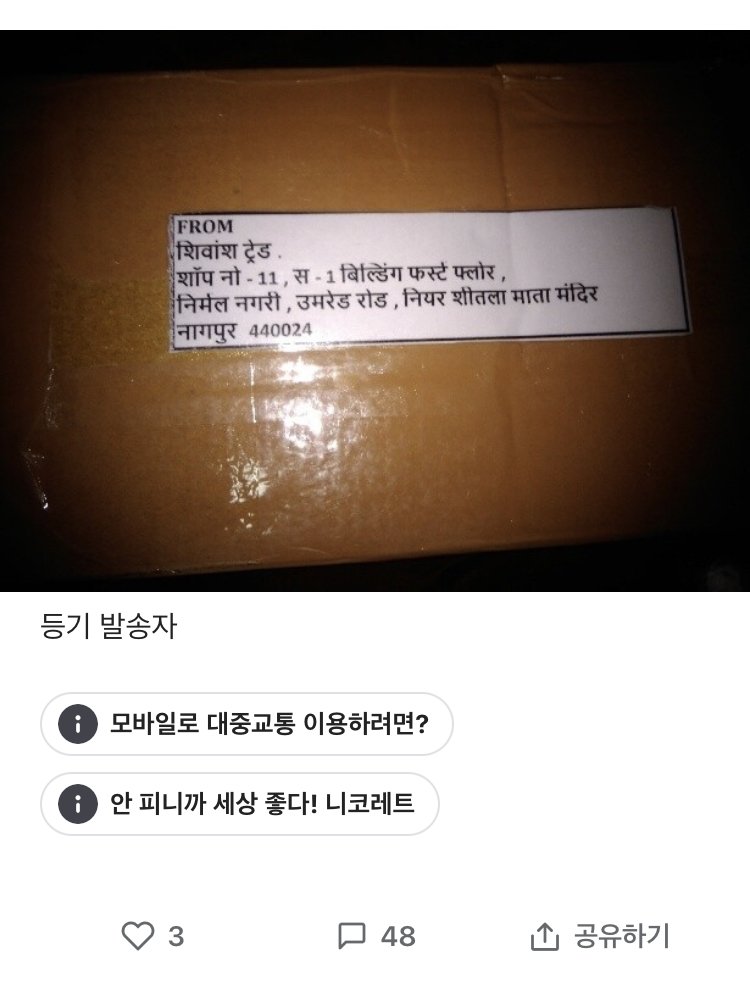 FROM
शिवांश ट्रेड .
शॉप नो - 11 , स - 1 बिल्डिंग फर्स्ट फ्लोर ,
निर्मल नगरी , उमरेड रोड , नियर शीतला माता मंदिर
नागपुर 440024
등기 발송자
모바일로 대중교통 이용하려면?
안 피니까 세상 좋다! 니코레트
3
48
공유하기